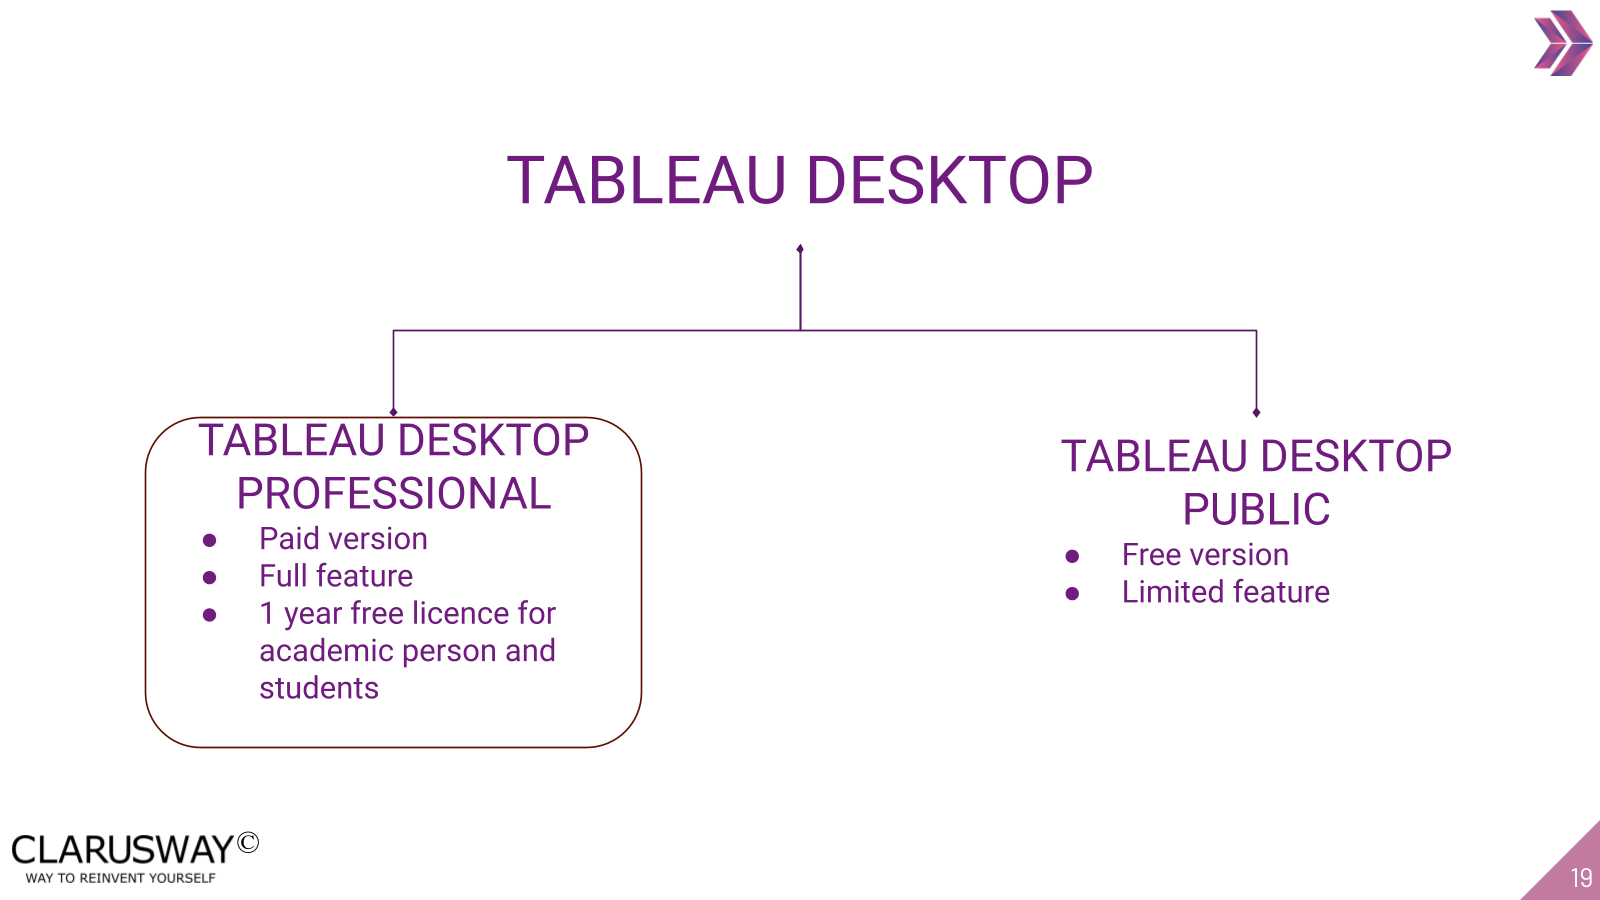 TABLEAU DESKTOP
TABLEAU DESKTOP
PROFESSIONAL
● Paid version
● Full feature
● 1 year free licence for
academic person and
students
TABLEAU DESKTOP
PUBLIC
● Free version
● Limited feature
CLARUSWAY©
WAY TO REINVENT YOURSELF
19